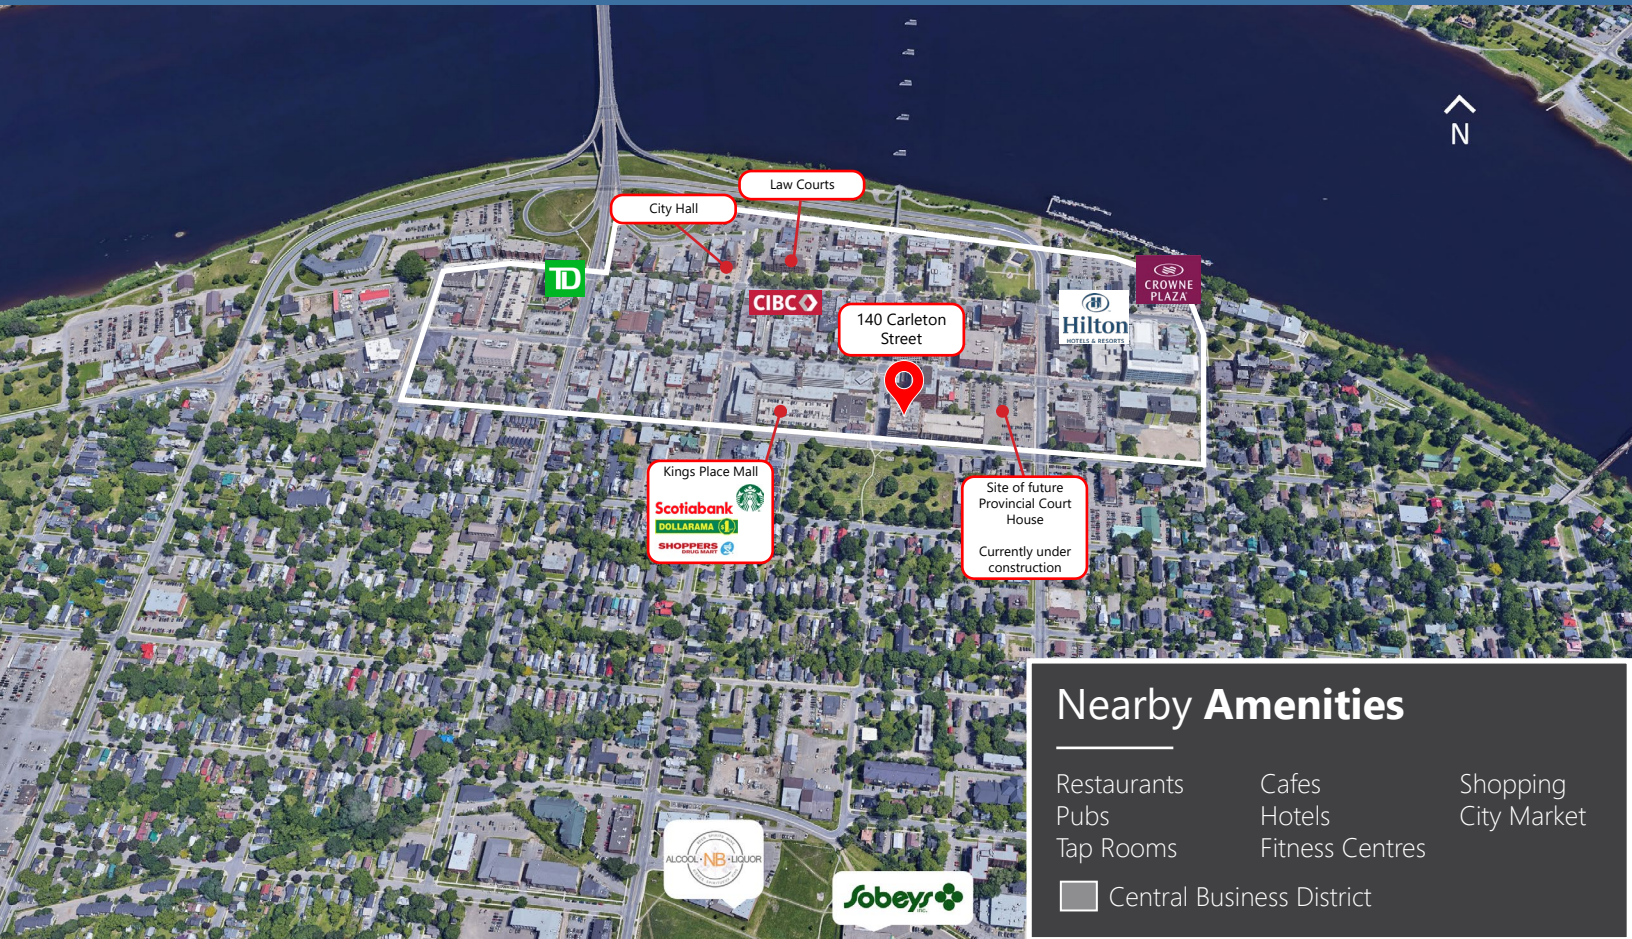 N
Law Courts
City Hall
TD
CROWNE
PLAZA
CIBC
Hilton
HOTELS & RESORTS
140 Carleton
Street
Kings Place Mall
Scotiabank
DOLLARAMA
SHOPPERS
DRUG MART
Site of future
Provincial Court
House
Currently under
construction
Nearby Amenities
Restaurants
Cafes
Shopping
Pubs
Hotels
City Market
Tap Rooms
Fitness Centres
Central Business District
ALCOOL · NB · LIQUOR
Sobeys
INC.